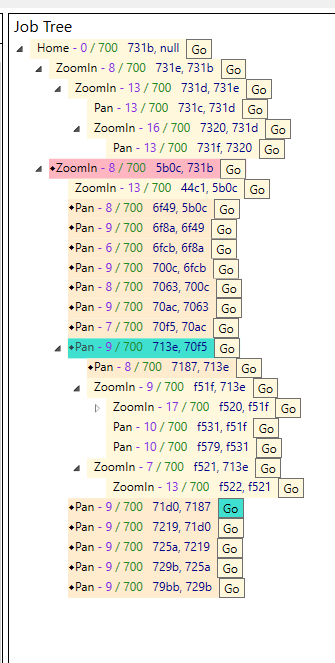 Job Tree
Home - 0 / 700 731b, null Go
ZoomIn - 8 / 700 731e, 731b Go
ZoomIn - 13 / 700 731d, 731e Go
Pan - 13 / 700 731c, 731d Go
ZoomIn - 16 / 700 7320, 731d Go
Pan - 13 / 700 731f, 7320 Go
ZoomIn - 8 / 700 5b0c, 731b Go
ZoomIn - 13 / 700 44c1, 5b0c Go
Pan - 8 / 700 6f49, 5b0c Go
Pan - 9 / 700 6f8a, 6f49 Go
Pan - 6 / 700 6fcb, 6f8a Go
Pan - 9 / 700 700c, 6fcb Go
Pan - 8 / 700 7063, 700c Go
Pan - 9 / 700 70ac, 7063 Go
Pan - 7 / 700 70f5, 70ac Go
Pan - 9 / 700 713e, 70f5 Go
Pan - 8 / 700 7187, 713e Go
ZoomIn - 9 / 700 f51f, 713e Go
ZoomIn - 17 / 700 f520, f51f Go
Pan - 10 / 700 f531, f51f Go
Pan - 10 / 700 f579, f531 Go
ZoomIn - 7 / 700 f521, 713e Go
ZoomIn - 13 / 700 f522, f521 Go
Pan - 9 / 700 71d0, 7187 Go
Pan - 9 / 700 7219, 71d0 Go
Pan - 9 / 700 725a, 7219 Go
Pan - 9 / 700 729b, 725a Go
Pan - 9 / 700 79bb, 729b Go